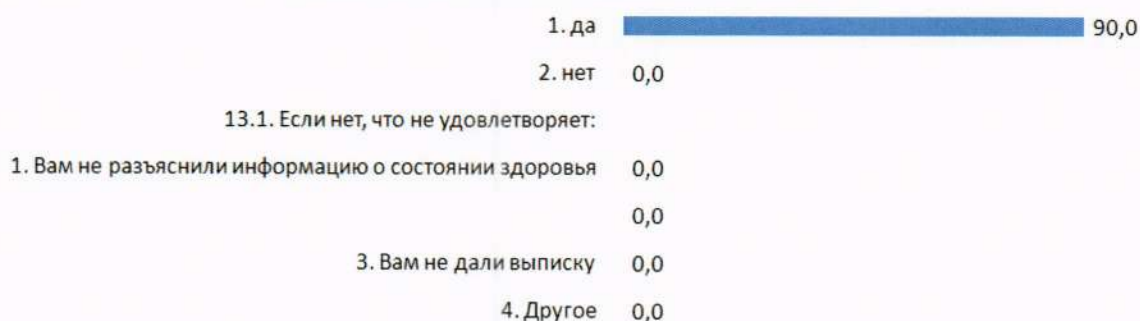 1. да 90,0
2. нет 0,0
13.1. Если нет, что не удовлетворяет:
1. Вам не разъяснили информацию о состоянии здоровья 0,0
0,0
3. Вам не дали выписку 0,0
4. Другое 0,0